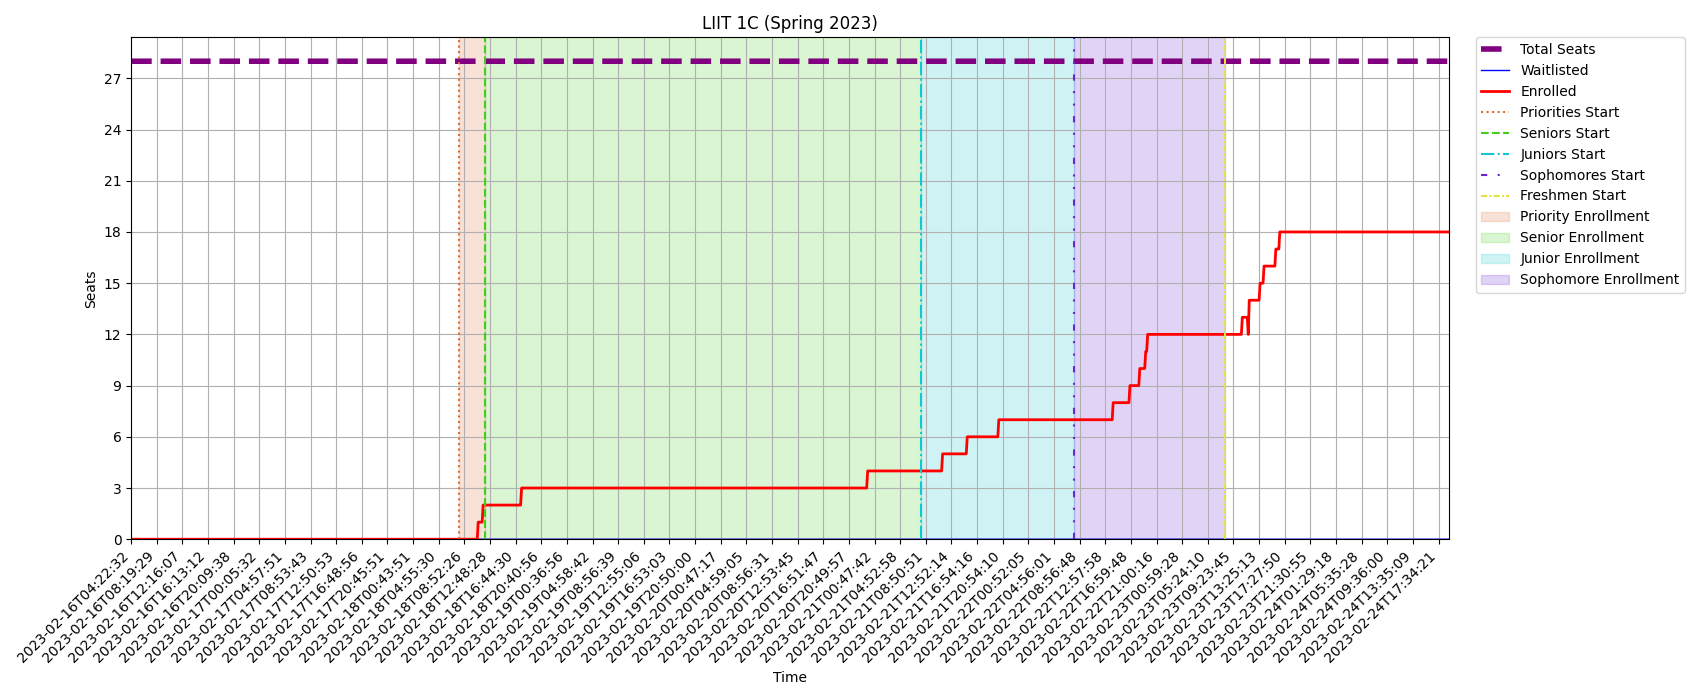 LIIT 1C (Spring 2023)
Total Seats
Waitlisted
Enrolled
Priorities Start
Seniors Start
Juniors Start
Sophomores Start
Freshmen Start
Priority Enrollment
Senior Enrollment
Junior Enrollment
Sophomore Enrollment
Seats
27
24
21
18
15
12
9
6
3
0
2023-02-16T04:22:32
2023-02-16T08:19:29
2023-02-16T12:16:07
2023-02-16T16:13:12
2023-02-16T20:09:38
2023-02-17T00:05:32
2023-02-17T04:57:51
2023-02-17T08:53:43
2023-02-17T12:50:53
2023-02-17T16:48:56
2023-02-17T20:45:51
2023-02-18T00:43:51
2023-02-18T04:55:30
2023-02-18T08:52:26
2023-02-18T12:48:28
2023-02-18T16:44:30
2023-02-18T20:40:56
2023-02-19T00:36:56
2023-02-19T04:58:42
2023-02-19T08:56:39
2023-02-19T12:55:06
2023-02-19T16:53:03
2023-02-19T20:50:00
2023-02-20T00:47:17
2023-02-20T04:59:05
2023-02-20T08:56:31
2023-02-20T12:53:45
2023-02-20T16:51:47
2023-02-20T20:49:57
2023-02-21T00:47:42
2023-02-21T04:52:58
2023-02-21T08:50:51
2023-02-21T12:52:14
2023-02-21T16:54:16
2023-02-21T20:54:10
2023-02-22T00:52:05
2023-02-22T04:56:01
2023-02-22T08:56:48
2023-02-22T12:57:58
2023-02-22T16:59:48
2023-02-22T21:00:16
2023-02-23T00:59:28
2023-02-23T05:24:10
2023-02-23T09:23:45
2023-02-23T13:25:13
2023-02-23T17:27:50
2023-02-23T21:30:55
2023-02-24T01:29:18
2023-02-24T05:35:28
2023-02-24T09:36:00
2023-02-24T13:35:09
2023-02-24T17:34:21
Time